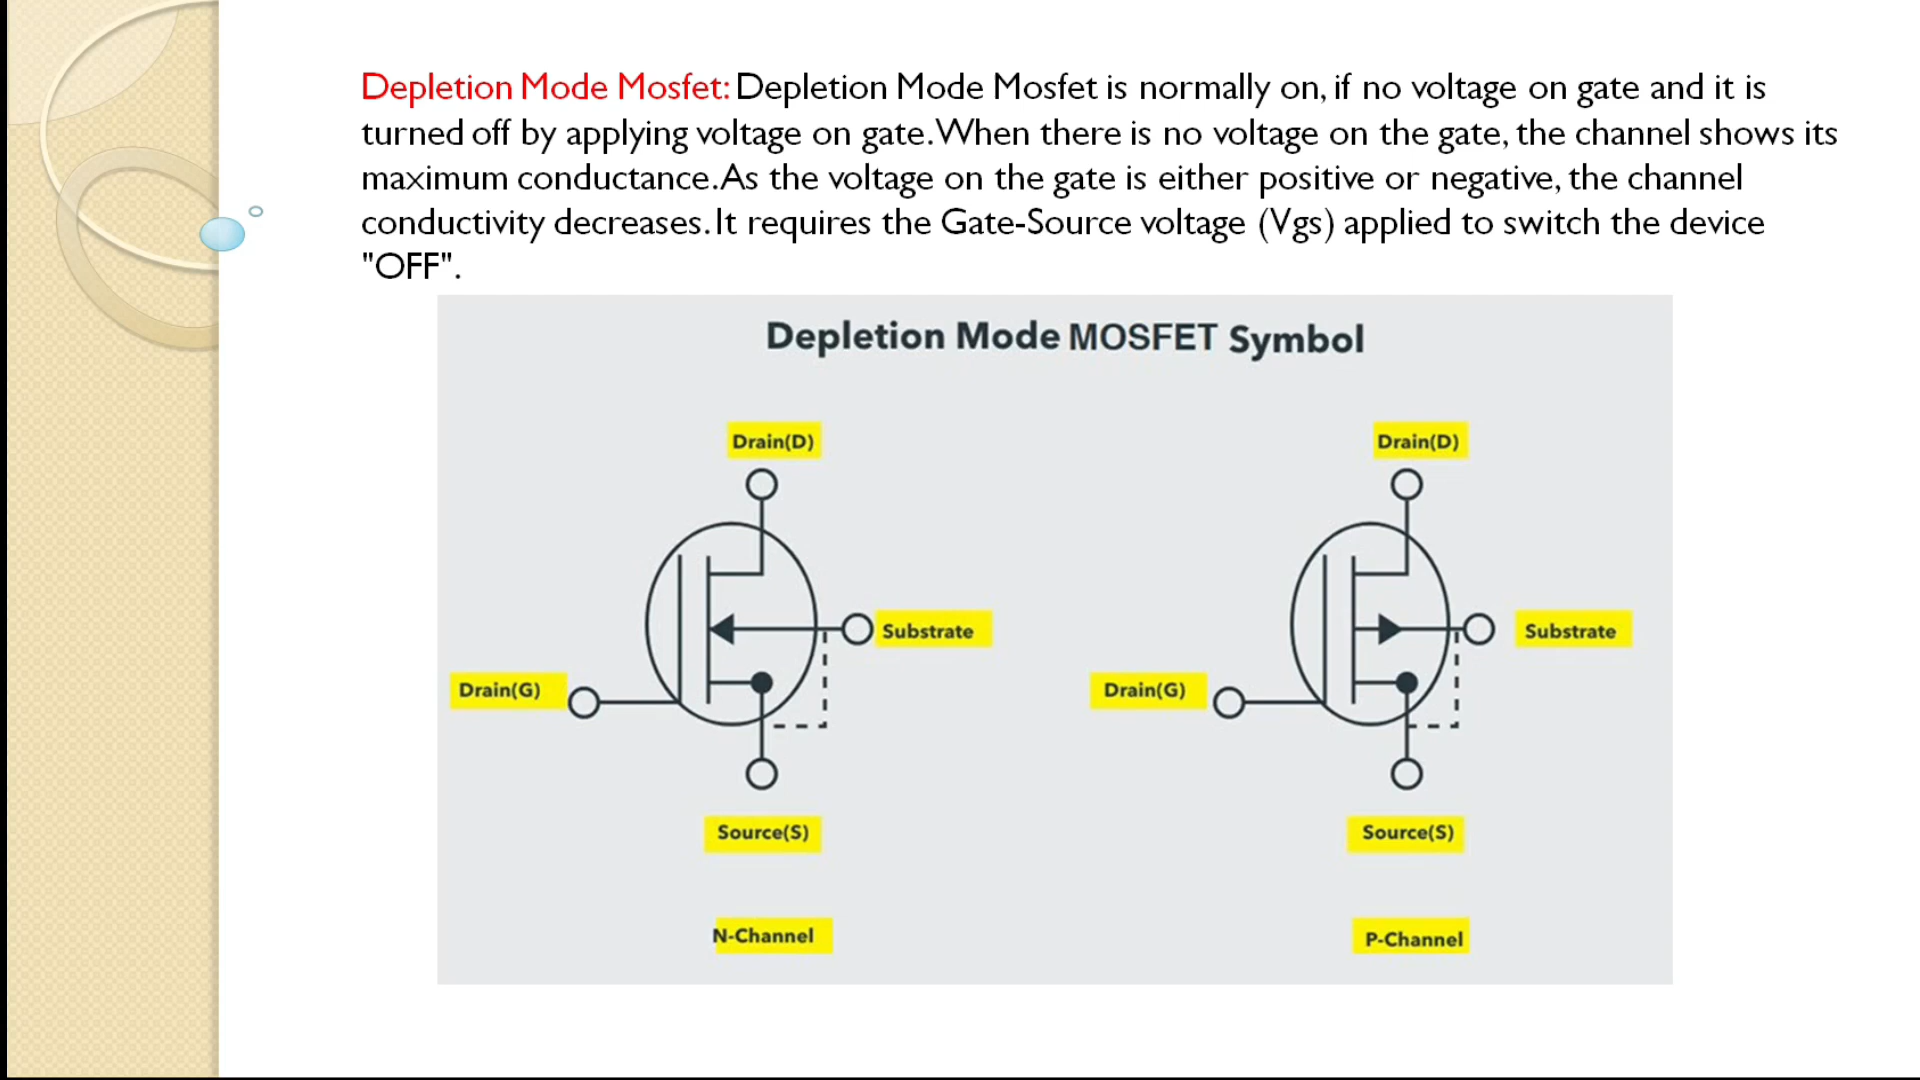 Depletion Mode Mosfet: Depletion Mode Mosfet is normally on, if no voltage on gate and it is
turned off by applying voltage on gate. When there is no voltage on the gate, the channel shows its
maximum conductance. As the voltage on the gate is either positive or negative, the channel
conductivity decreases. It requires the Gate-Source voltage (Vgs) applied to switch the device
"OFF".
Depletion Mode MOSFET Symbol
Drain(D)
Substrate
Drain(G)
Source(S)
N-Channel
Drain(D)
Substrate
Drain(G)
Source(S)
P-Channel